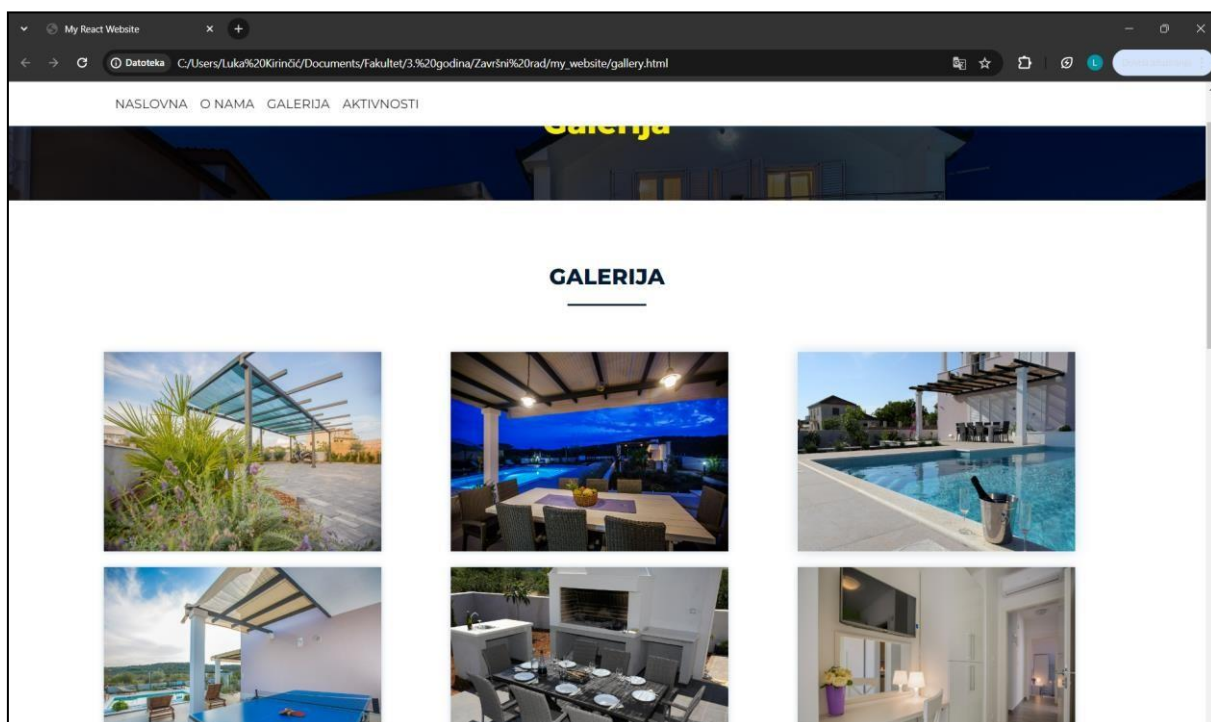 My React Website
Datoteka C:/Users/Luka%20Kirinčić/Documents/Fakultet/3.%20godina/Završni%20rad/my_website/gallery.html
L
NASLOVNA O NAMA GALERIJA AKTIVNOSTI
Galerija
GALERIJA